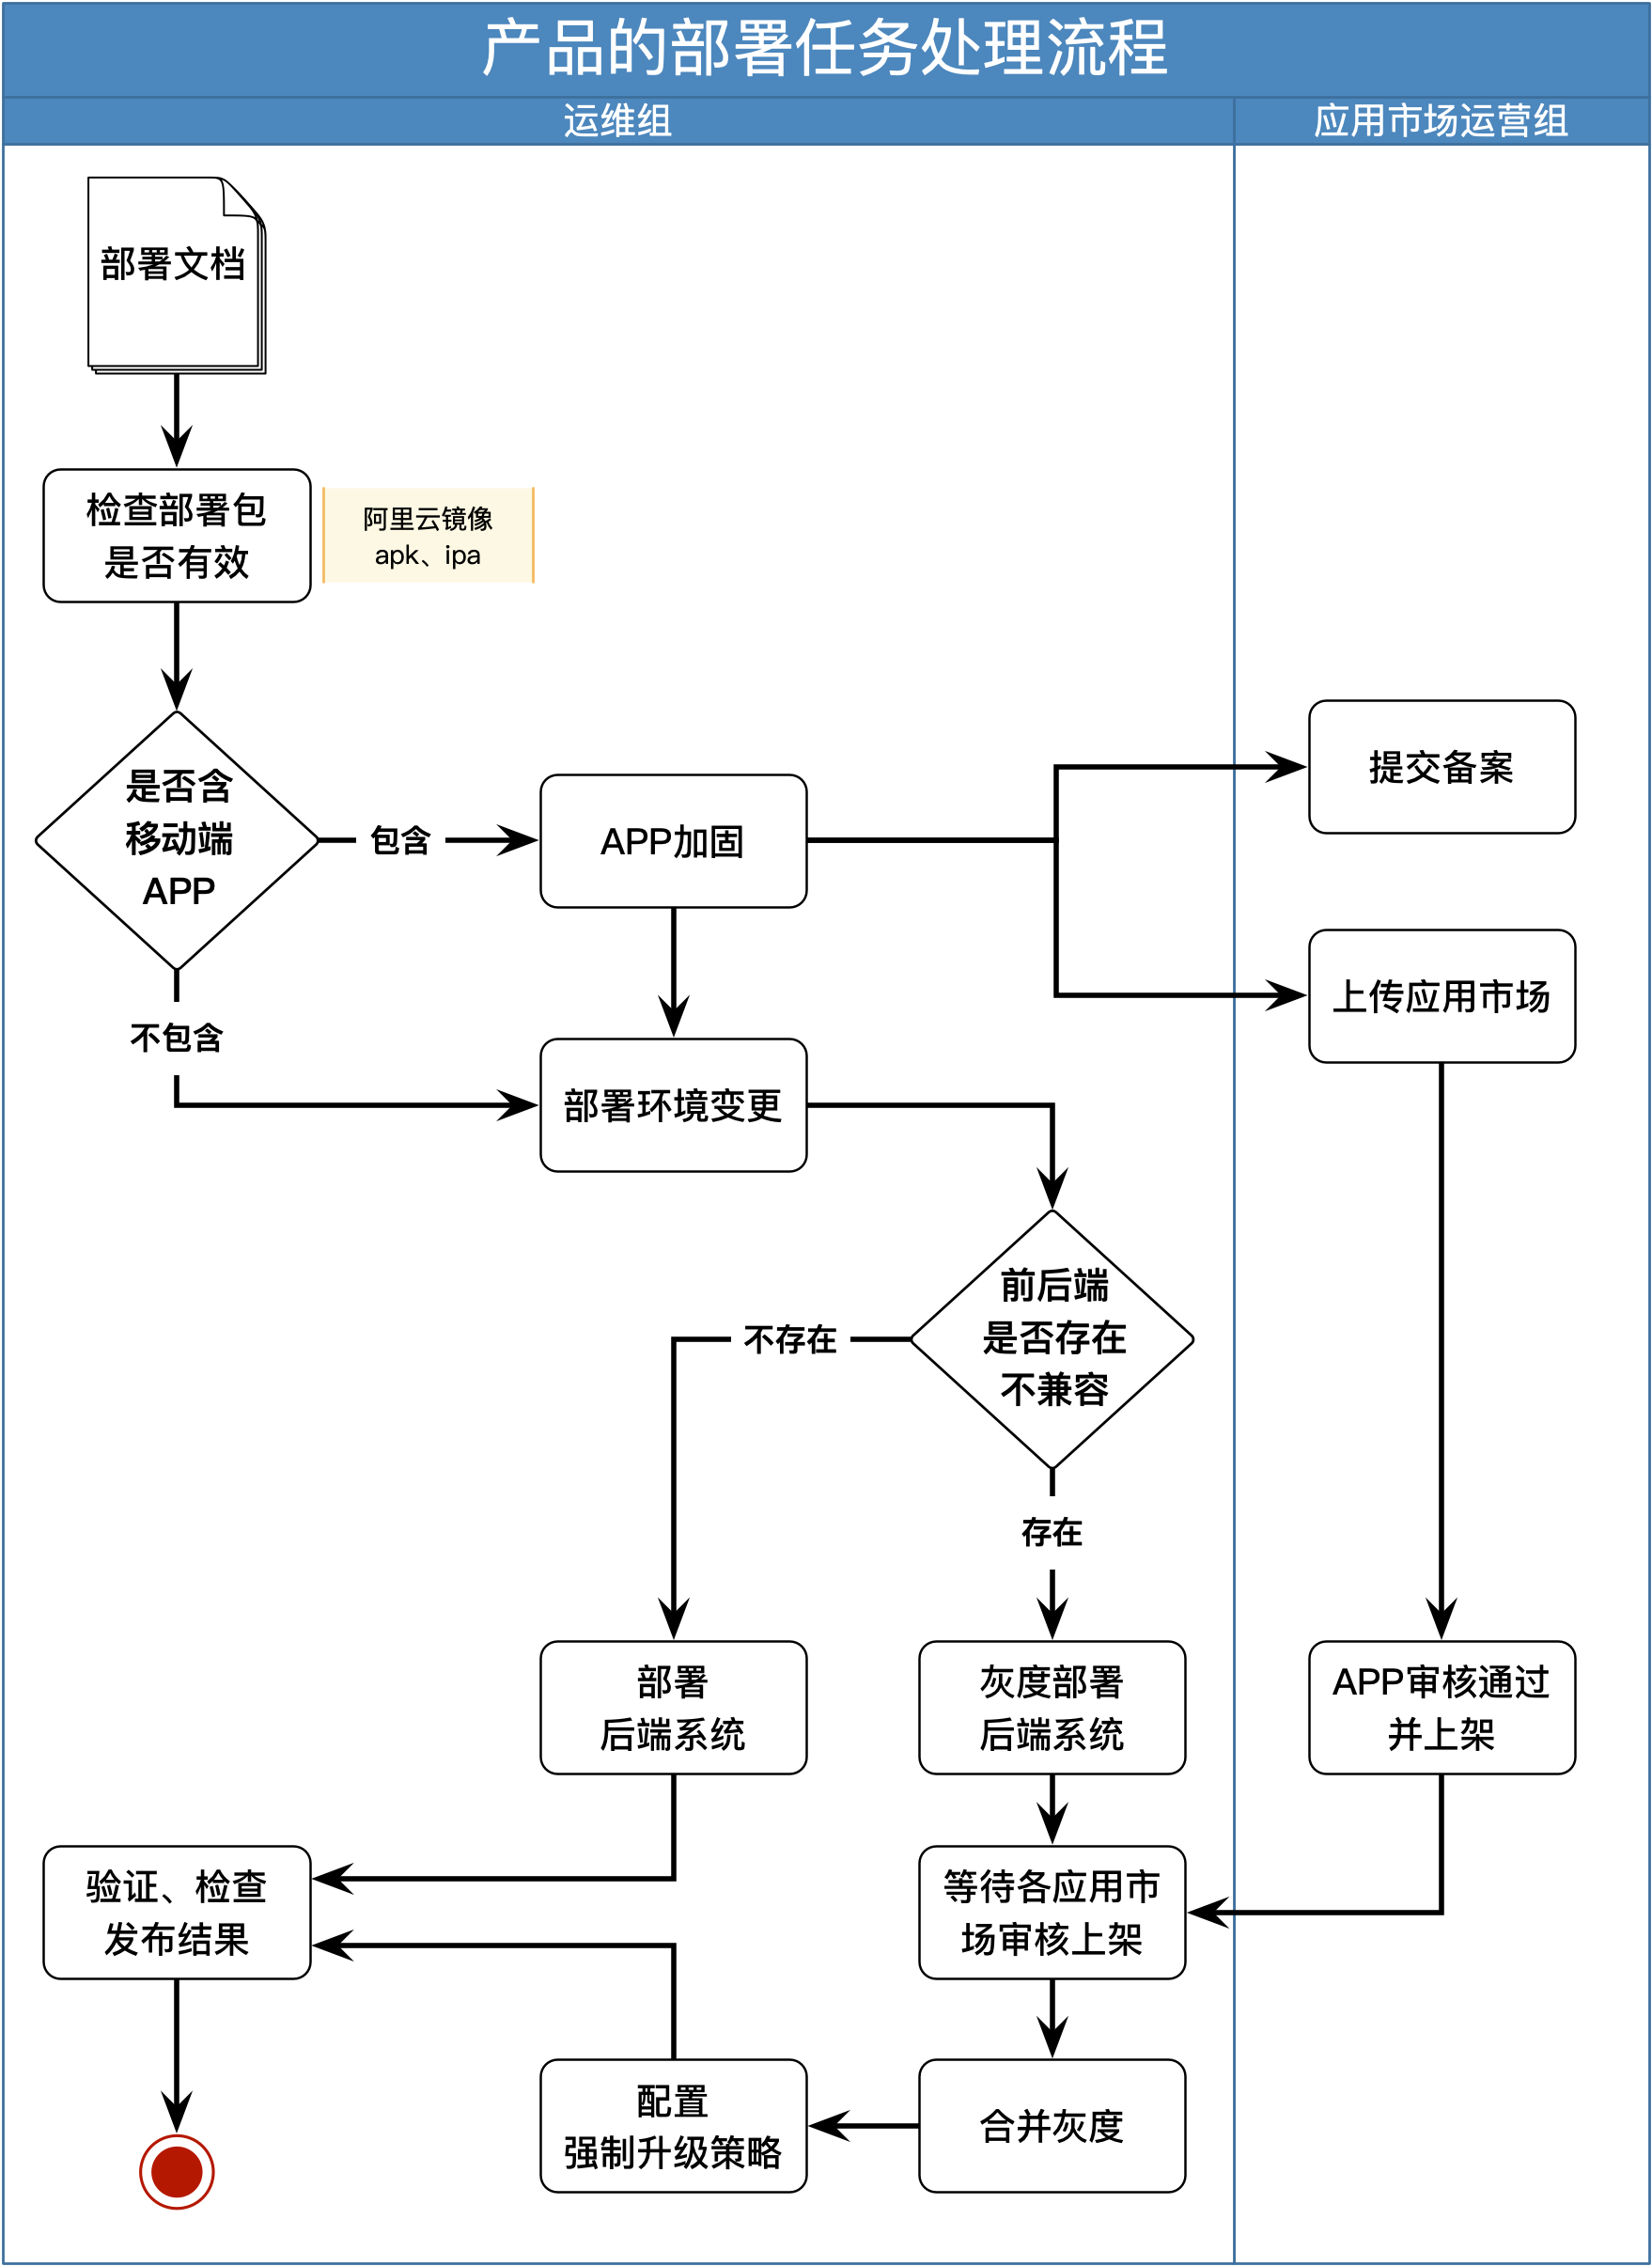 产品的部署任务处理流程
运维组
应用市场运营组
部署文档
检查部署包
是否有效
阿里云镜像
apk、ipa
是否含
移动端
APP
包含
APP加固
提交备案
上传应用市场
不包含
部署环境变更
前后端
是否存在
不兼容
不存在
存在
部署
后端系统
灰度部署
后端系统
APP审核通过
并上架
验证、检查
发布结果
等待各应用市
场审核上架
配置
强制升级策略
合并灰度